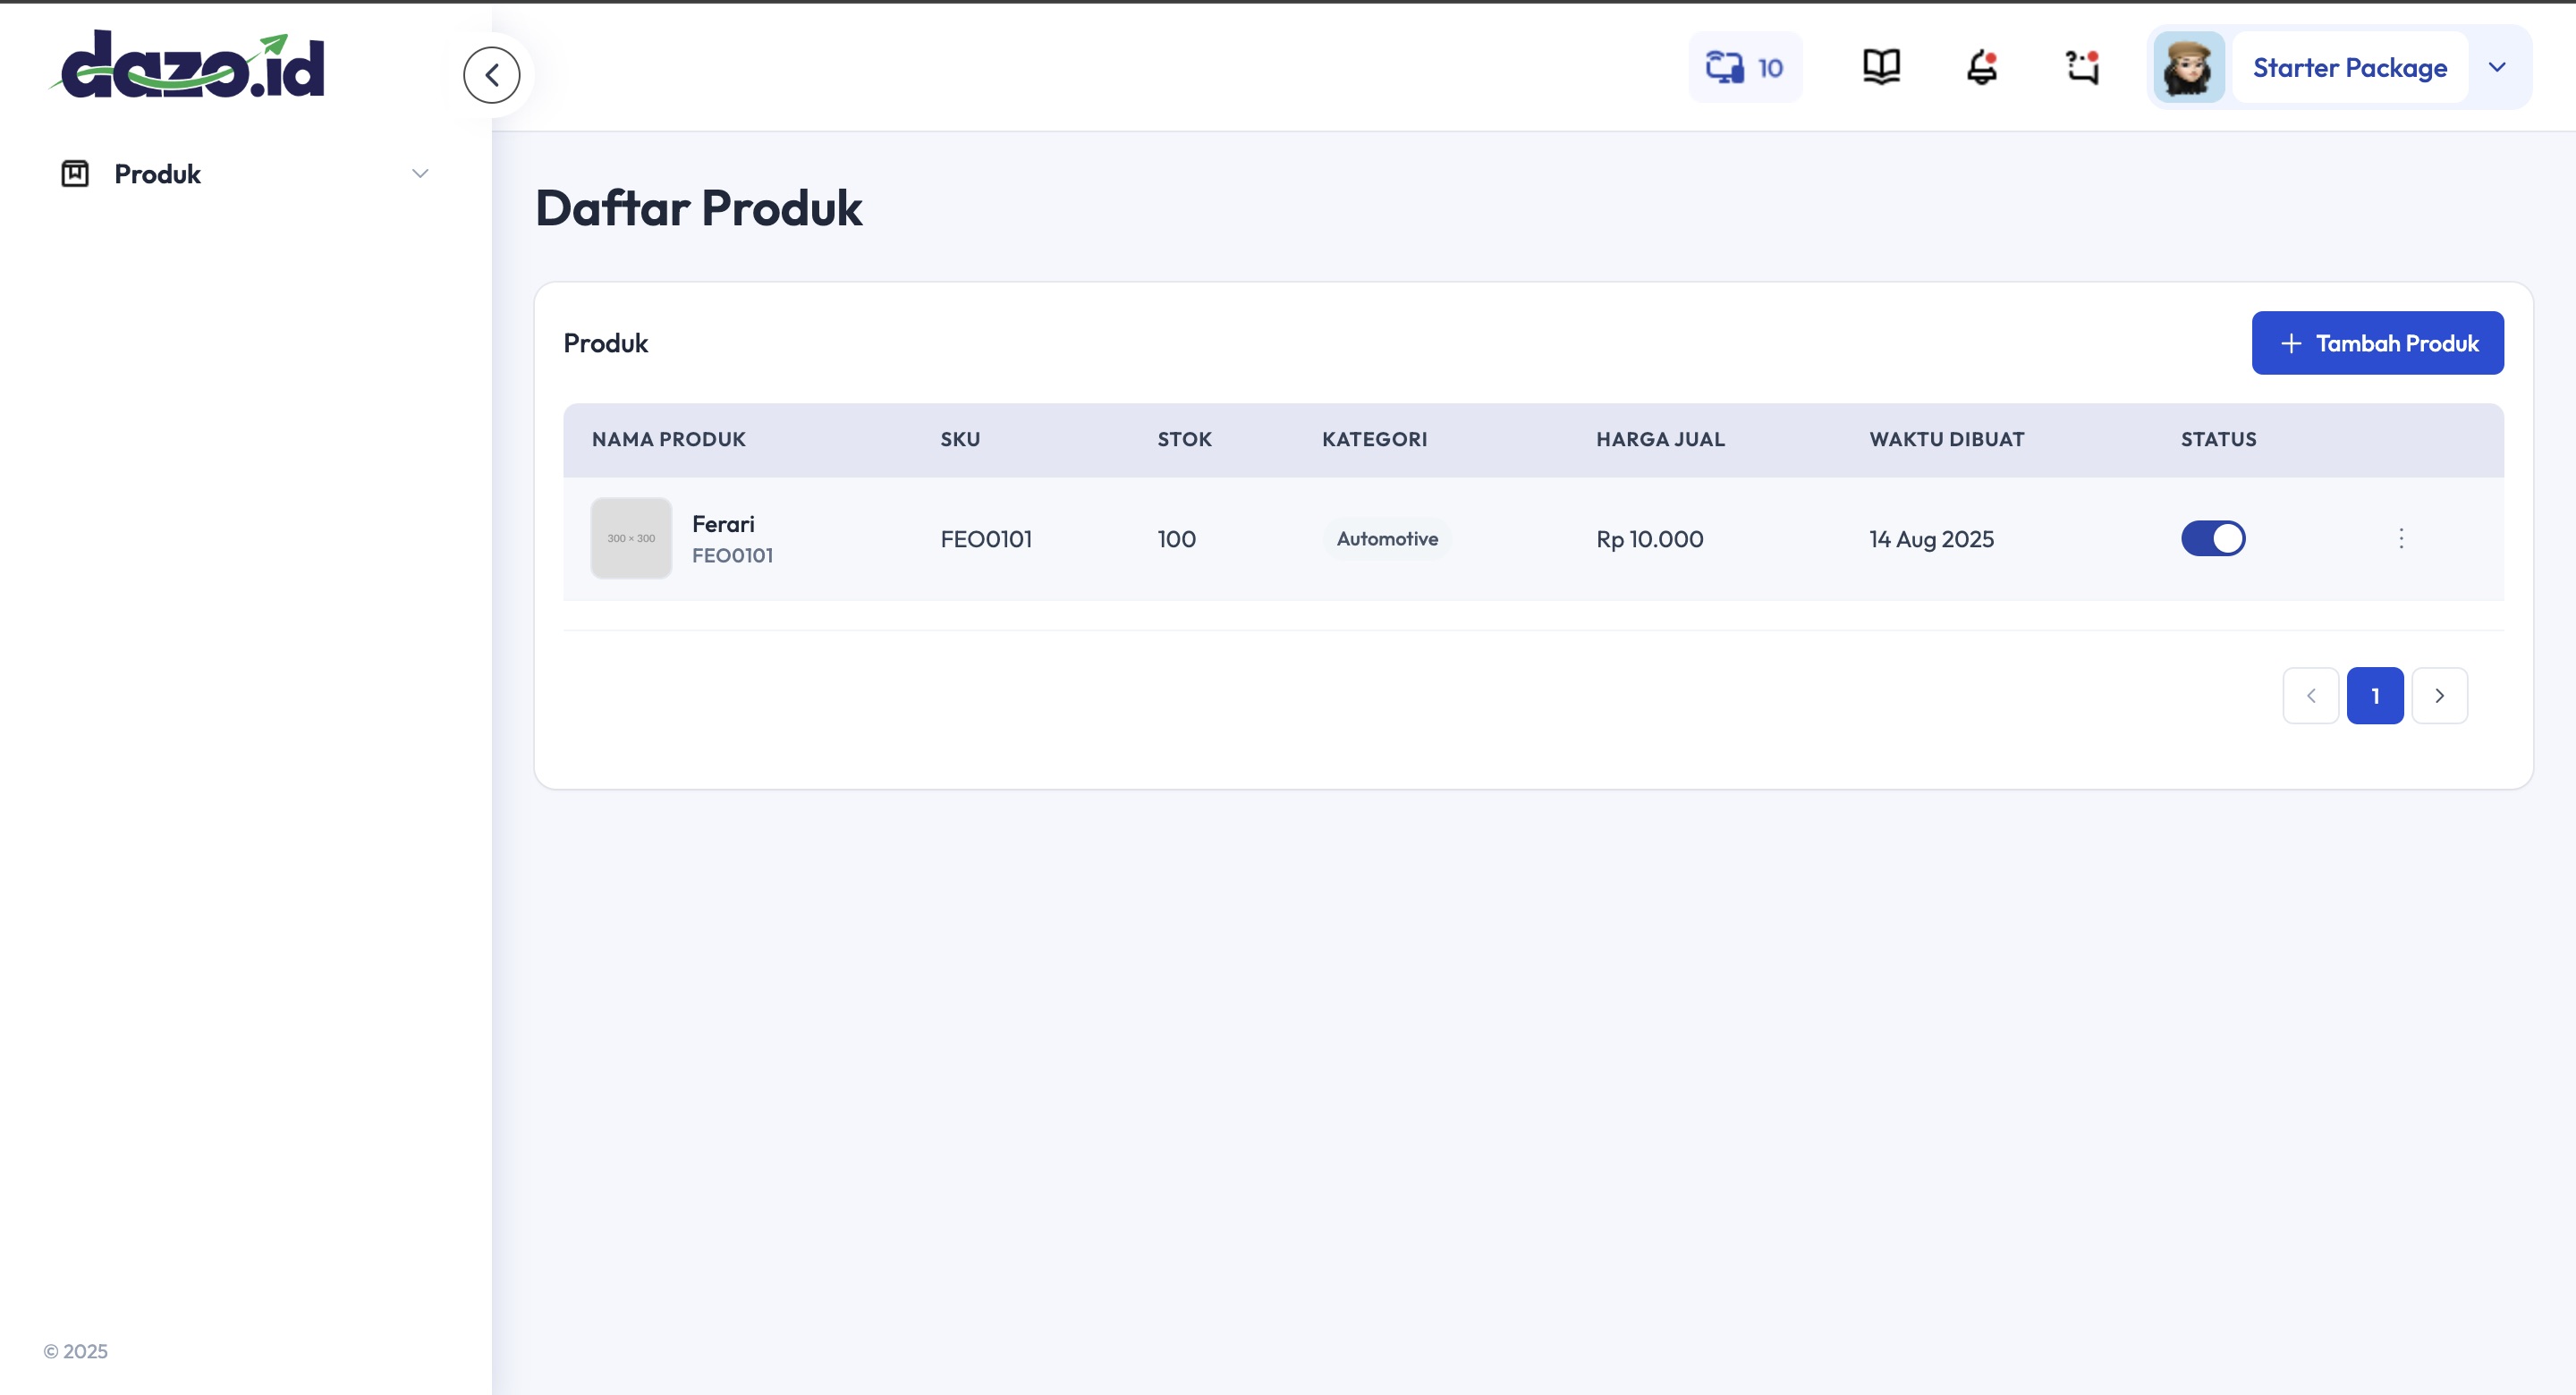 dazo.id
10
Starter Package
Produk
Daftar Produk
Produk
+ Tambah Produk
NAMA PRODUK SKU STOK KATEGORI HARGA JUAL WAKTU DIBUAT STATUS
300 × 300
Ferari
FEO0101
FEO0101 100 Automotive Rp 10.000 14 Aug 2025
1
© 2025